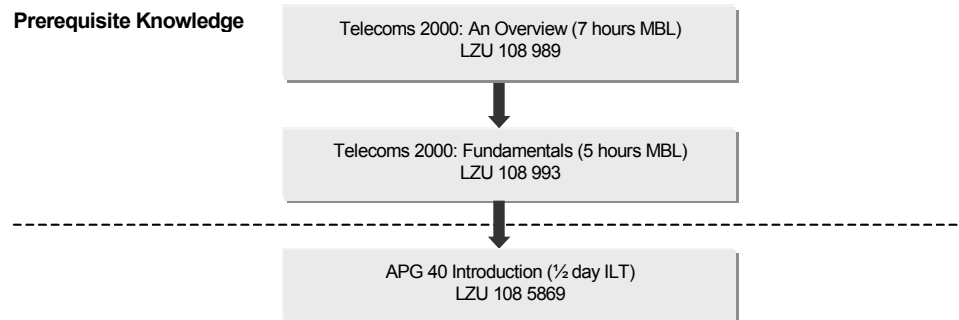 Prerequisite Knowledge
Telecoms 2000: An Overview (7 hours MBL)
LZU 108 989
Telecoms 2000: Fundamentals (5 hours MBL)
LZU 108 993
APG 40 Introduction (½ day ILT)
LZU 108 5869